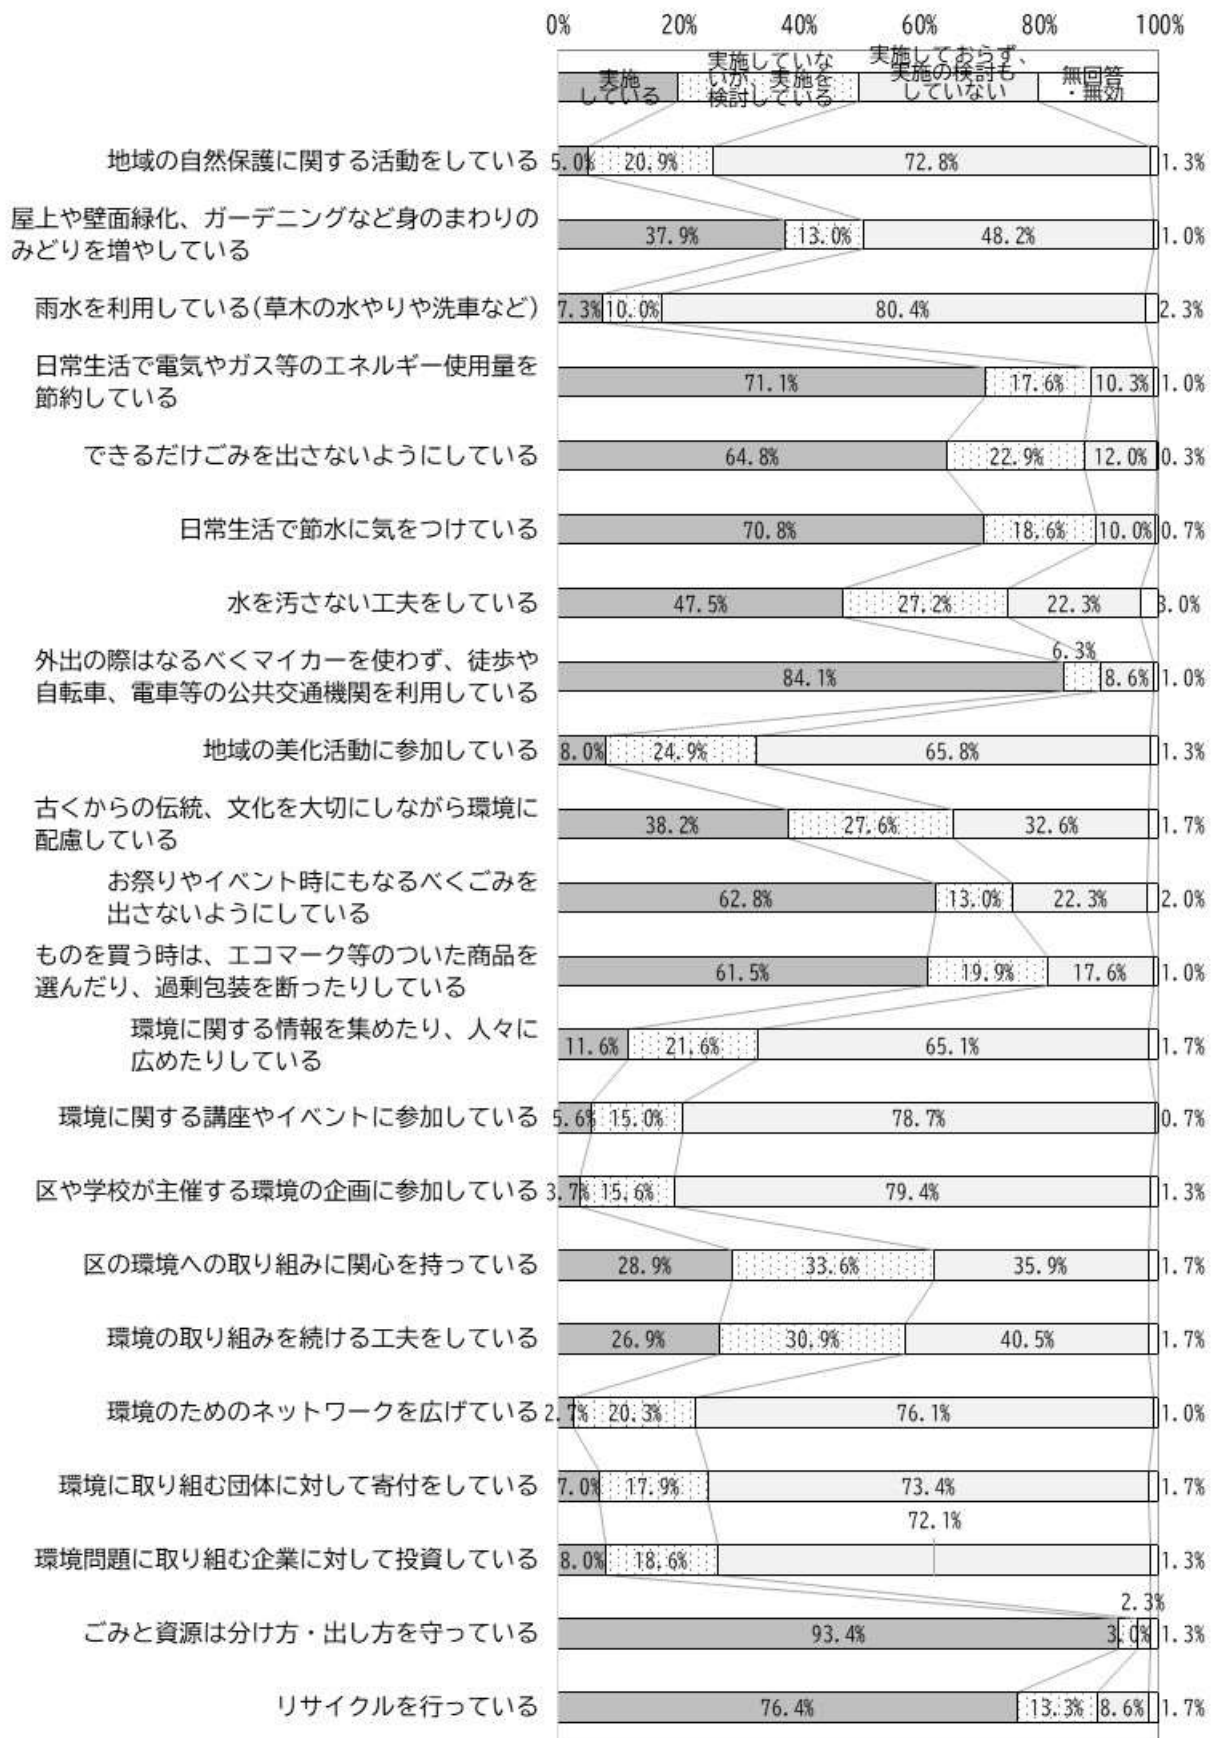 0% 20% 40% 60% 80% 100%
実施
している
実施していな
いが、実施を
検討している
実施しておらず、
実施の検討も
していない
無回答
・無効
地域の自然保護に関する活動をしている 5.0% 20.9% 72.8% 1.3%
屋上や壁面緑化、ガーデニングなど身のまわりの
みどりを増やしている
37.9% 13.0% 48.2% 1.0%
雨水を利用している(草木の水やりや洗車など) 7.3% 10.0% 80.4% 2.3%
日常生活で電気やガス等のエネルギー使用量を
節約している
71.1% 17.6% 10.3% 1.0%
できるだけごみを出さないようにしている 64.8% 22.9% 12.0% 0.3%
日常生活で節水に気をつけている 70.8% 18.6% 10.0% 0.7%
水を汚さない工夫をしている 47.5% 27.2% 22.3% 3.0%
外出の際はなるべくマイカーを使わず、徒歩や
自転車、電車等の公共交通機関を利用している
84.1% 6.3% 8.6% 1.0%
地域の美化活動に参加している 8.0% 24.9% 65.8% 1.3%
古くからの伝統、文化を大切にしながら環境に
配慮している
38.2% 27.6% 32.6% 1.7%
お祭りやイベント時にもなるべくごみを
出さないようにしている
62.8% 13.0% 22.3% 2.0%
ものを買う時は、エコマーク等のついた商品を
選んだり、過剰包装を断ったりしている
61.5% 19.9% 17.6% 1.0%
環境に関する情報を集めたり、人々に
広めたりしている
11.6% 21.6% 65.1% 1.7%
環境に関する講座やイベントに参加している 5.6% 15.0% 78.7% 0.7%
区や学校が主催する環境の企画に参加している 3.7% 15.6% 79.4% 1.3%
区の環境への取り組みに関心を持っている 28.9% 33.6% 35.9% 1.7%
環境の取り組みを続ける工夫をしている 26.9% 30.9% 40.5% 1.7%
環境のためのネットワークを広げている 2.7% 20.3% 76.1% 1.0%
環境に取り組む団体に対して寄付をしている 7.0% 17.9% 73.4% 1.7%
環境問題に取り組む企業に対して投資している 8.0% 18.6% 72.1% 1.3%
ごみと資源は分け方・出し方を守っている 93.4% 3.0% 2.3% 1.3%
リサイクルを行っている 76.4% 13.3% 8.6% 1.7%